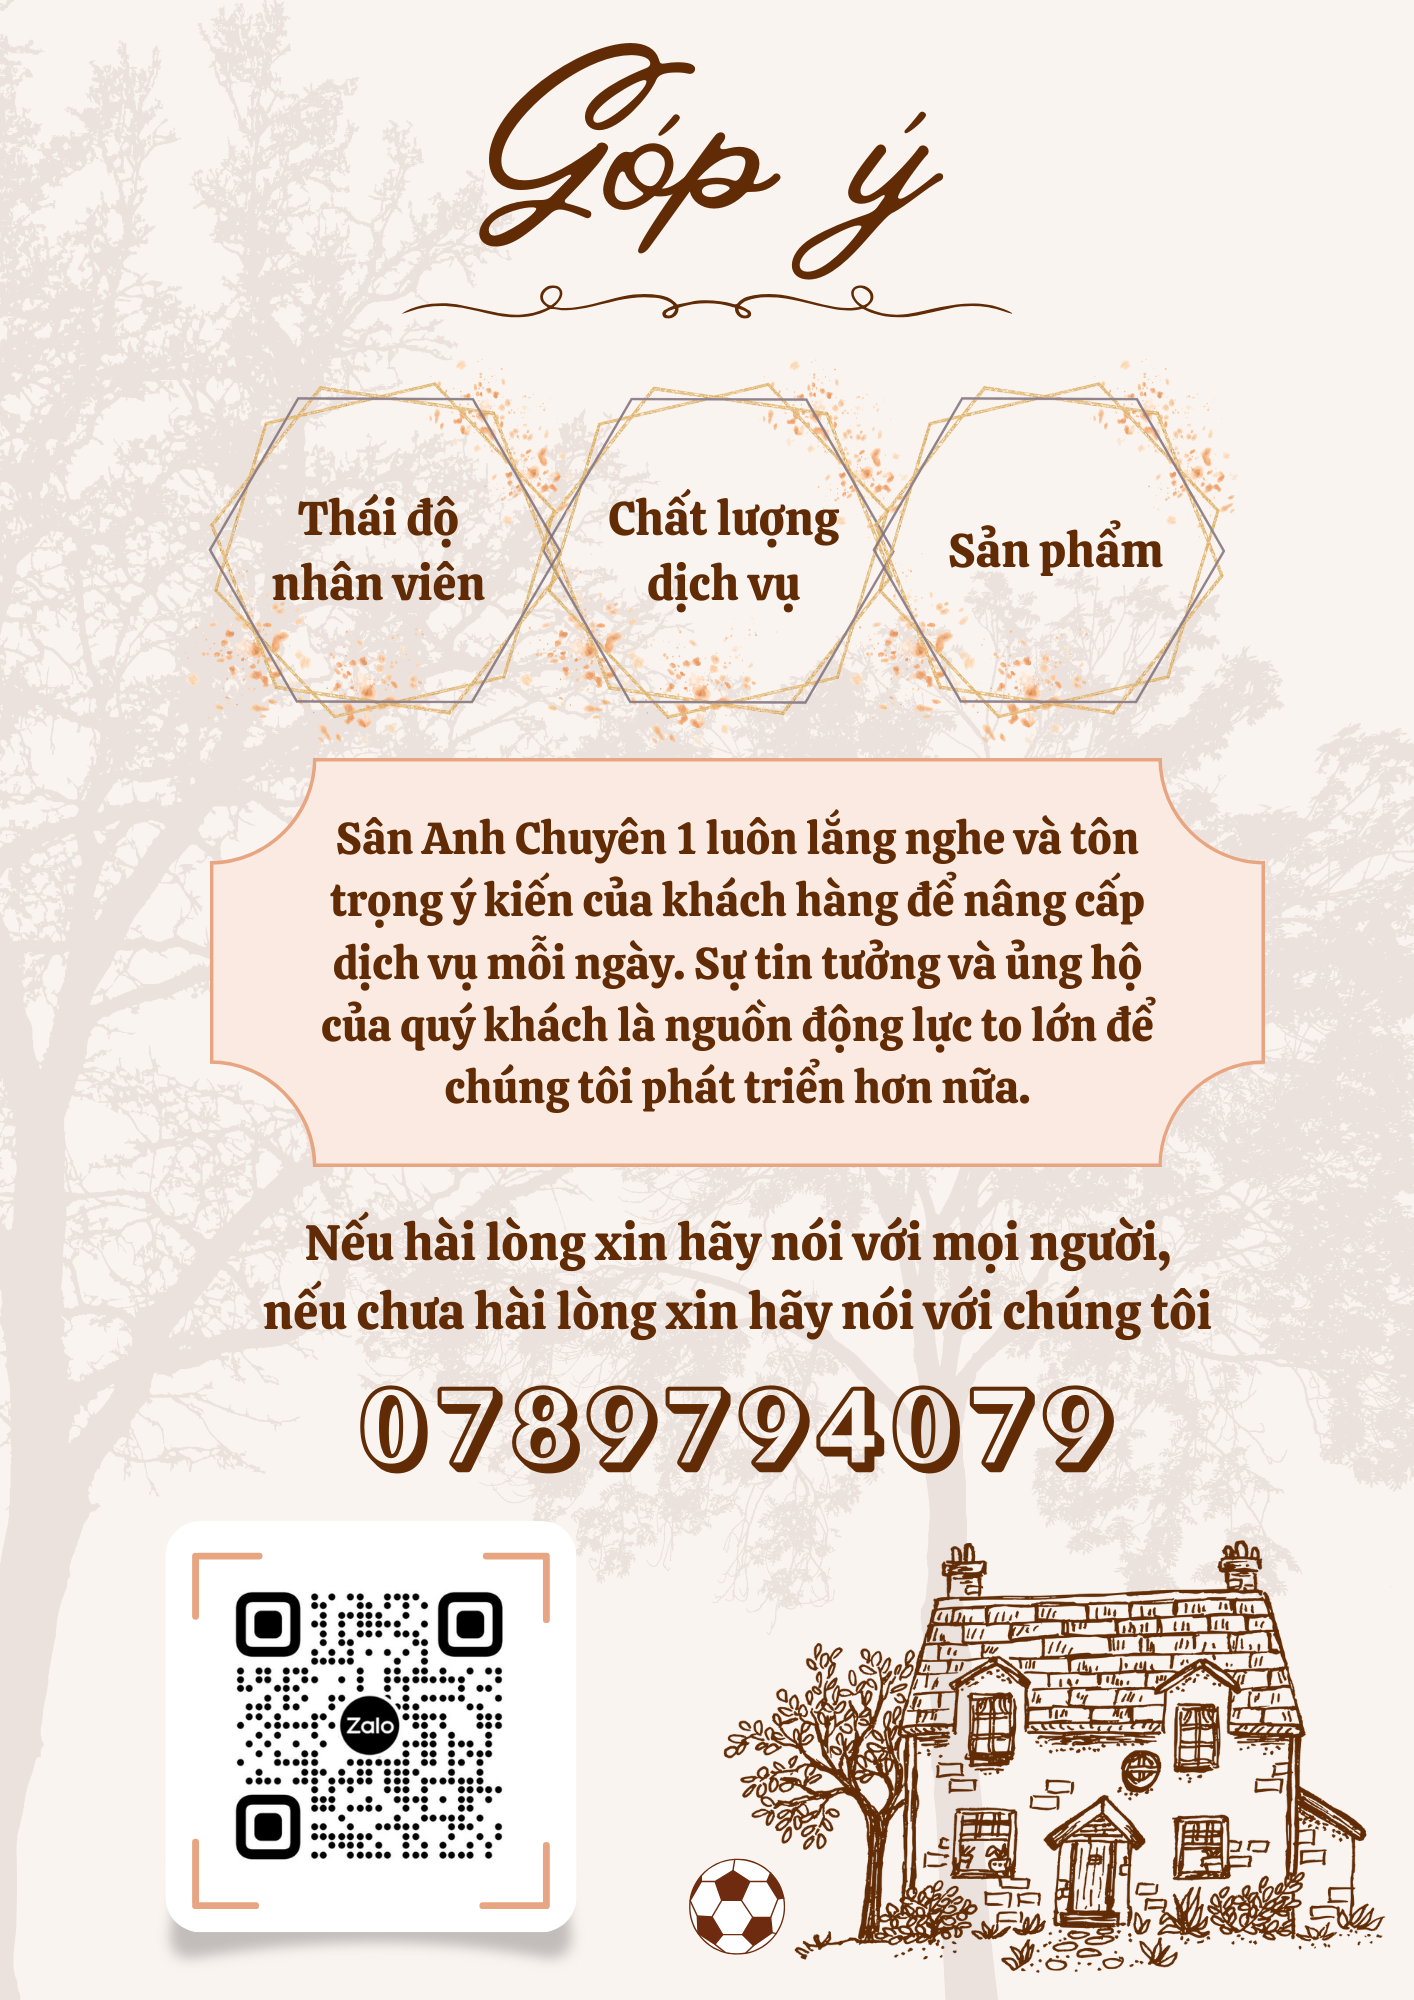 Góp ý
Thái độ
nhân viên
Chất lượng
dịch vụ
Sản phẩm
Sân Anh Chuyên 1 luôn lắng nghe và tôn
trọng ý kiến của khách hàng để nâng cấp
dịch vụ mỗi ngày. Sự tin tưởng và ủng hộ
của quý khách là nguồn động lực to lớn để
chúng tôi phát triển hơn nữa.
Nếu hài lòng xin hãy nói với mọi người,
nếu chưa hài lòng xin hãy nói với chúng tôi
0789794079
Zalo